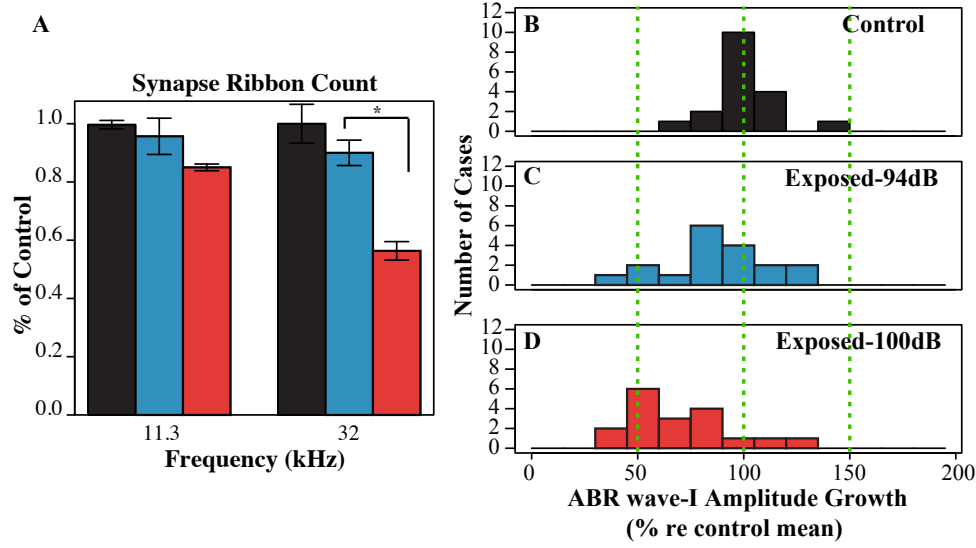 A
Synapse Ribbon Count
% of Control
1.0
0.8
0.6
0.4
0.2
0.0
*
11.3
32
Frequency (kHz)
Number of Cases
B
Control
12
10
8
6
4
2
0
C
Exposed-94dB
12
10
8
6
4
2
0
D
Exposed-100dB
12
10
8
6
4
2
0
0 50 100 150 200
ABR wave-I Amplitude Growth
(% re control mean)